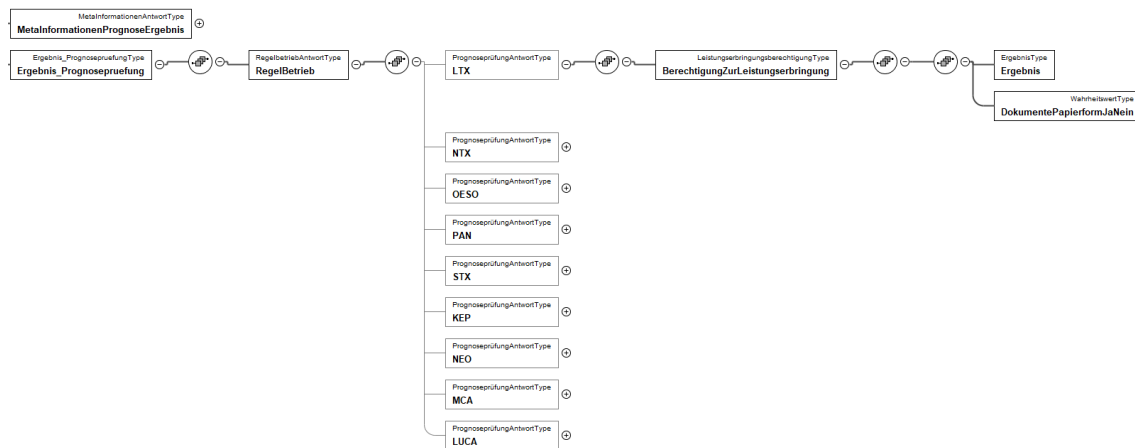 MetaInformationenAntwortType
MetaInformationenPrognoseErgebnis
Ergebnis_PrognosepruefungType
Ergebnis_Prognosepruefung
RegelbetriebAntwortType
RegelBetrieb
PrognoseprüfungAntwortType
LTX
LeistungserbringungsberechtigungType
BerechtigungZurLeistungserbringung
ErgebnisType
Ergebnis
WahrheitswertType
DokumentePapierformJaNein
PrognoseprüfungAntwortType
NTX
PrognoseprüfungAntwortType
OESO
PrognoseprüfungAntwortType
PAN
PrognoseprüfungAntwortType
STX
PrognoseprüfungAntwortType
KEP
PrognoseprüfungAntwortType
NEO
PrognoseprüfungAntwortType
MCA
PrognoseprüfungAntwortType
LUCA